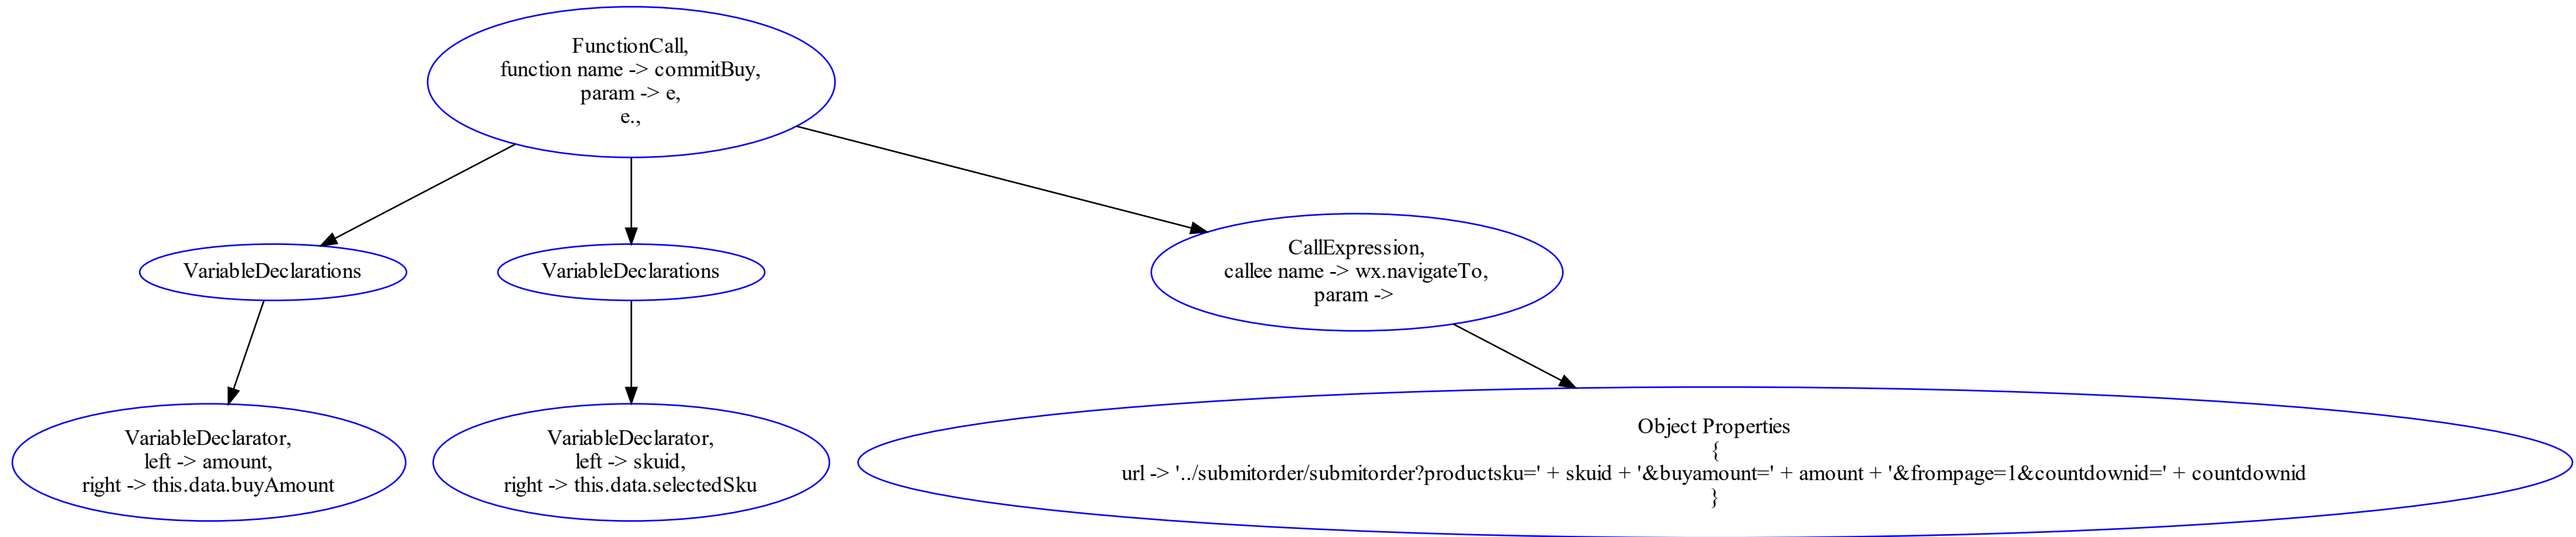 FunctionCall,
function name -> commitBuy,
param -> e,
e.,
VariableDeclarations
VariableDeclarations
CallExpression,
callee name -> wx.navigateTo,
param ->
VariableDeclarator,
left -> amount,
right -> this.data.buyAmount
VariableDeclarator,
left -> skuid,
right -> this.data.selectedSku
Object Properties
{
url -> '../submitorder/submitorder?productsku=' + skuid + '&buyamount=' + amount + '&frompage=1&countdownid=' + countdownid
}